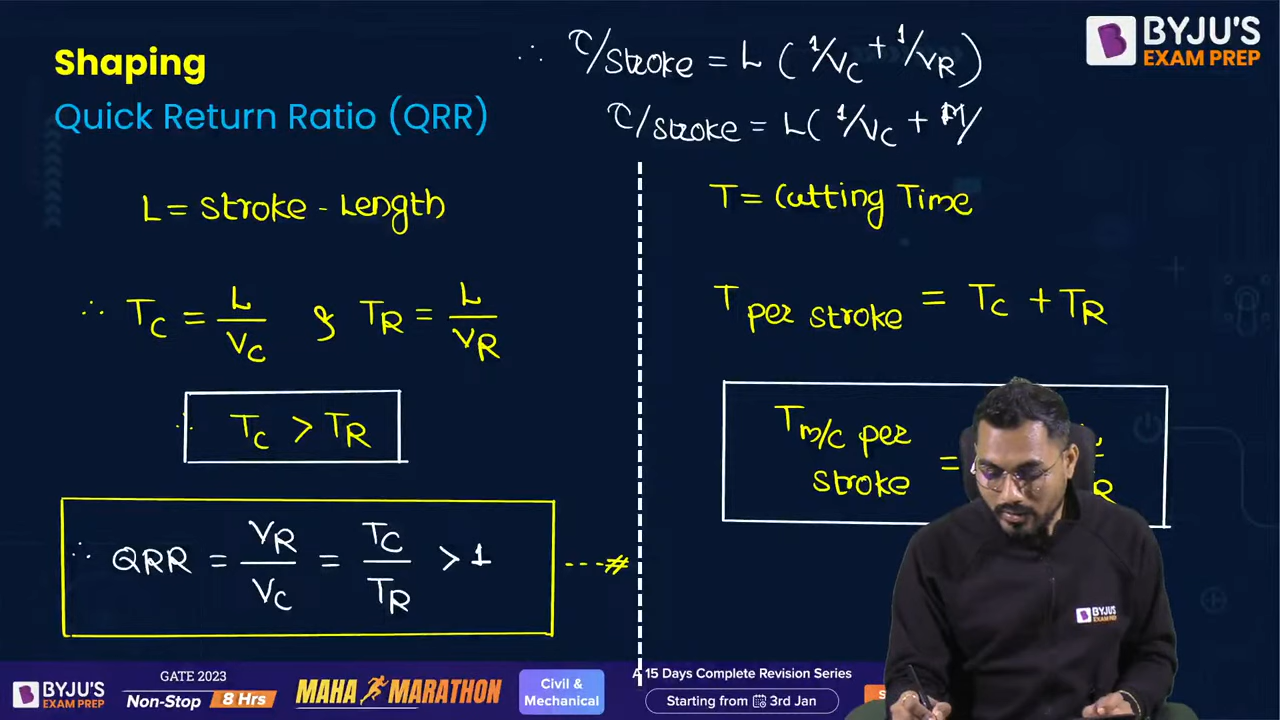 Shaping
Quick Return Ratio (QRR)
∴ τ/stroke = L (1/VC + 1/VR)
τ/stroke = L(1/VC + M/
BYJU'S
EXAM PREP
L = stroke - Length
∴ TC = L/VC & TR = L/VR
TC > TR
∴ QRR = VR/VC = TC/TR > 1 ---#
T = Cutting Time
T per stroke = TC + TR
Tm/c per
stroke =
R
BYJU'S
EXAM PREP
BYJU'S
EXAM PREP
GATE 2023
Non-Stop 8 Hrs
MAHA MARATHON
Civil &
Mechanical
A 15 Days Complete Revision Series
Starting from 3rd Jan